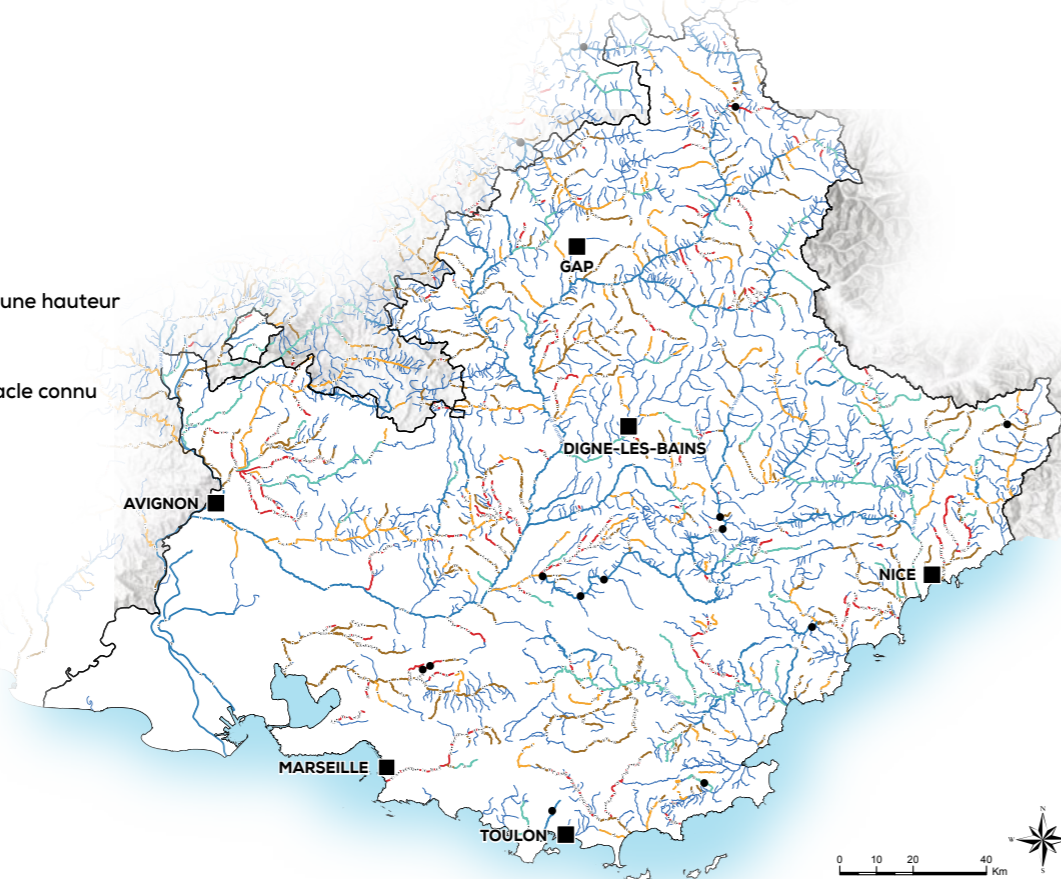 GAP
une hauteur
acle connu
DIGNE-LES-BAINS
AVIGNON
NICE
MARSEILLE
TOULON
N
W
S
0 10 20 40 Km